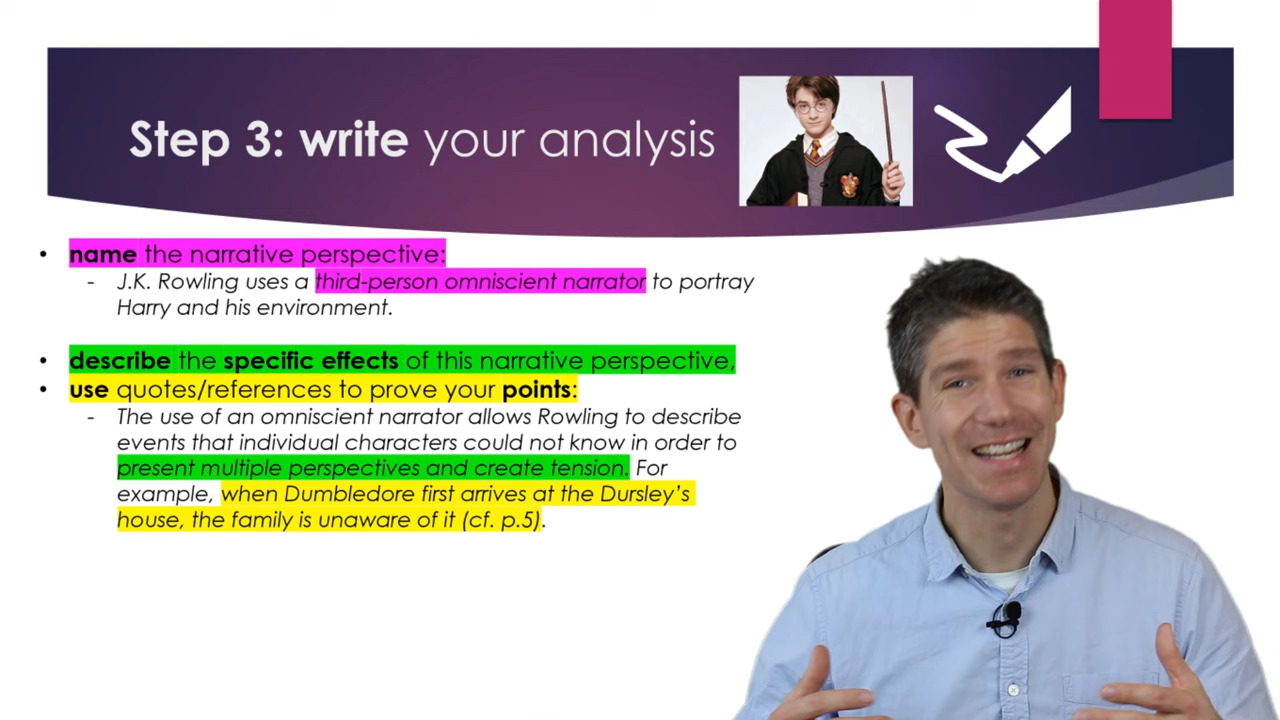 Step 3: write your analysis
• name the narrative perspective:
- J.K. Rowling uses a third-person omniscient narrator to portray
Harry and his environment.
• describe the specific effects of this narrative perspective,
• use quotes/references to prove your points:
- The use of an omniscient narrator allows Rowling to describe
events that individual characters could not know in order to
present multiple perspectives and create tension. For
example, when Dumbledore first arrives at the Dursley’s
house, the family is unaware of it (cf. p.5).